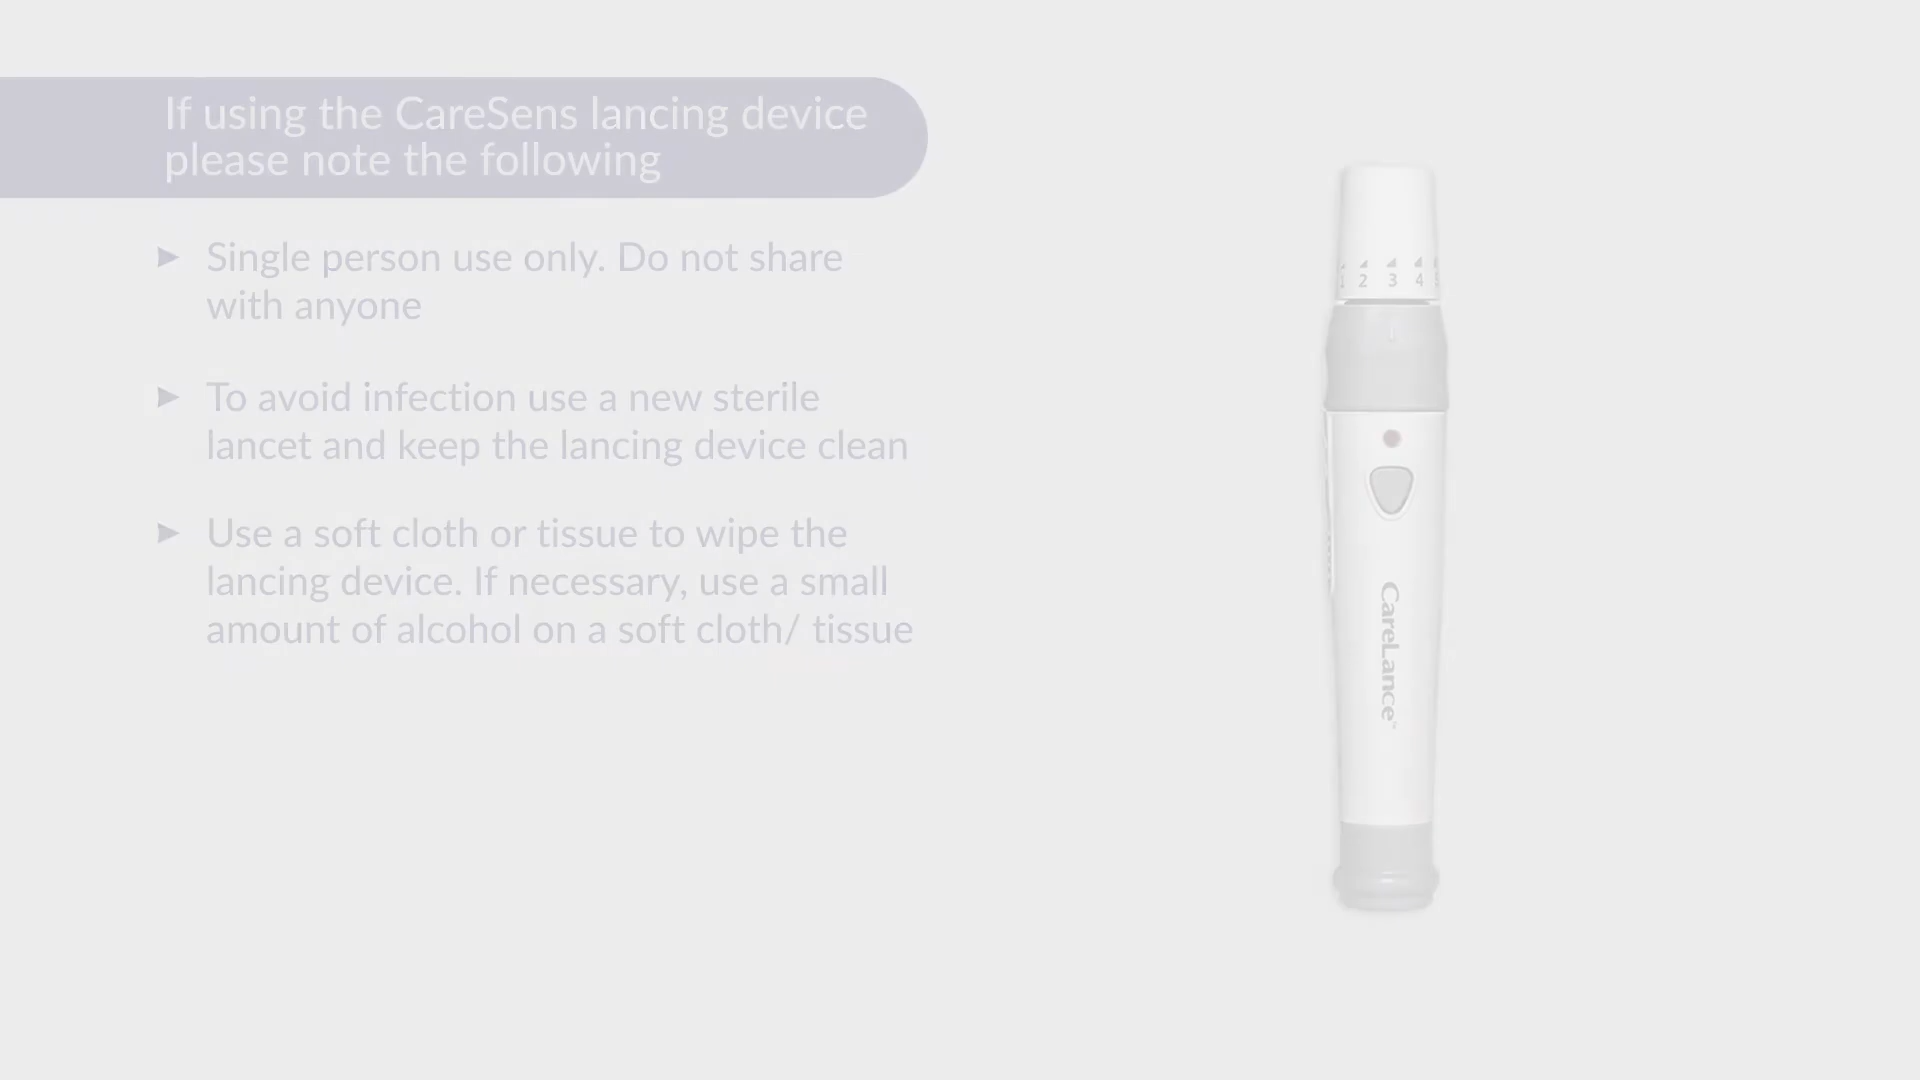 If using the CareSens lancing device
please note the following
► Single person use only. Do not share
with anyone
► To avoid infection use a new sterile
lancet and keep the lancing device clean
► Use a soft cloth or tissue to wipe the
lancing device. If necessary, use a small
amount of alcohol on a soft cloth/ tissue
1 2 3 4
CareLance™